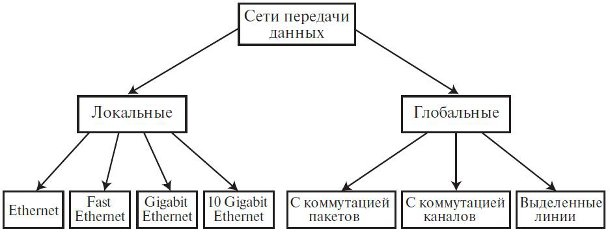 Сети передачи
данных
Локальные
Глобальные
Ethernet
Fast
Ethernet
Gigabit
Ethernet
10 Gigabit
Ethernet
С коммутацией
пакетов
С коммутацией
каналов
Выделенные
линии